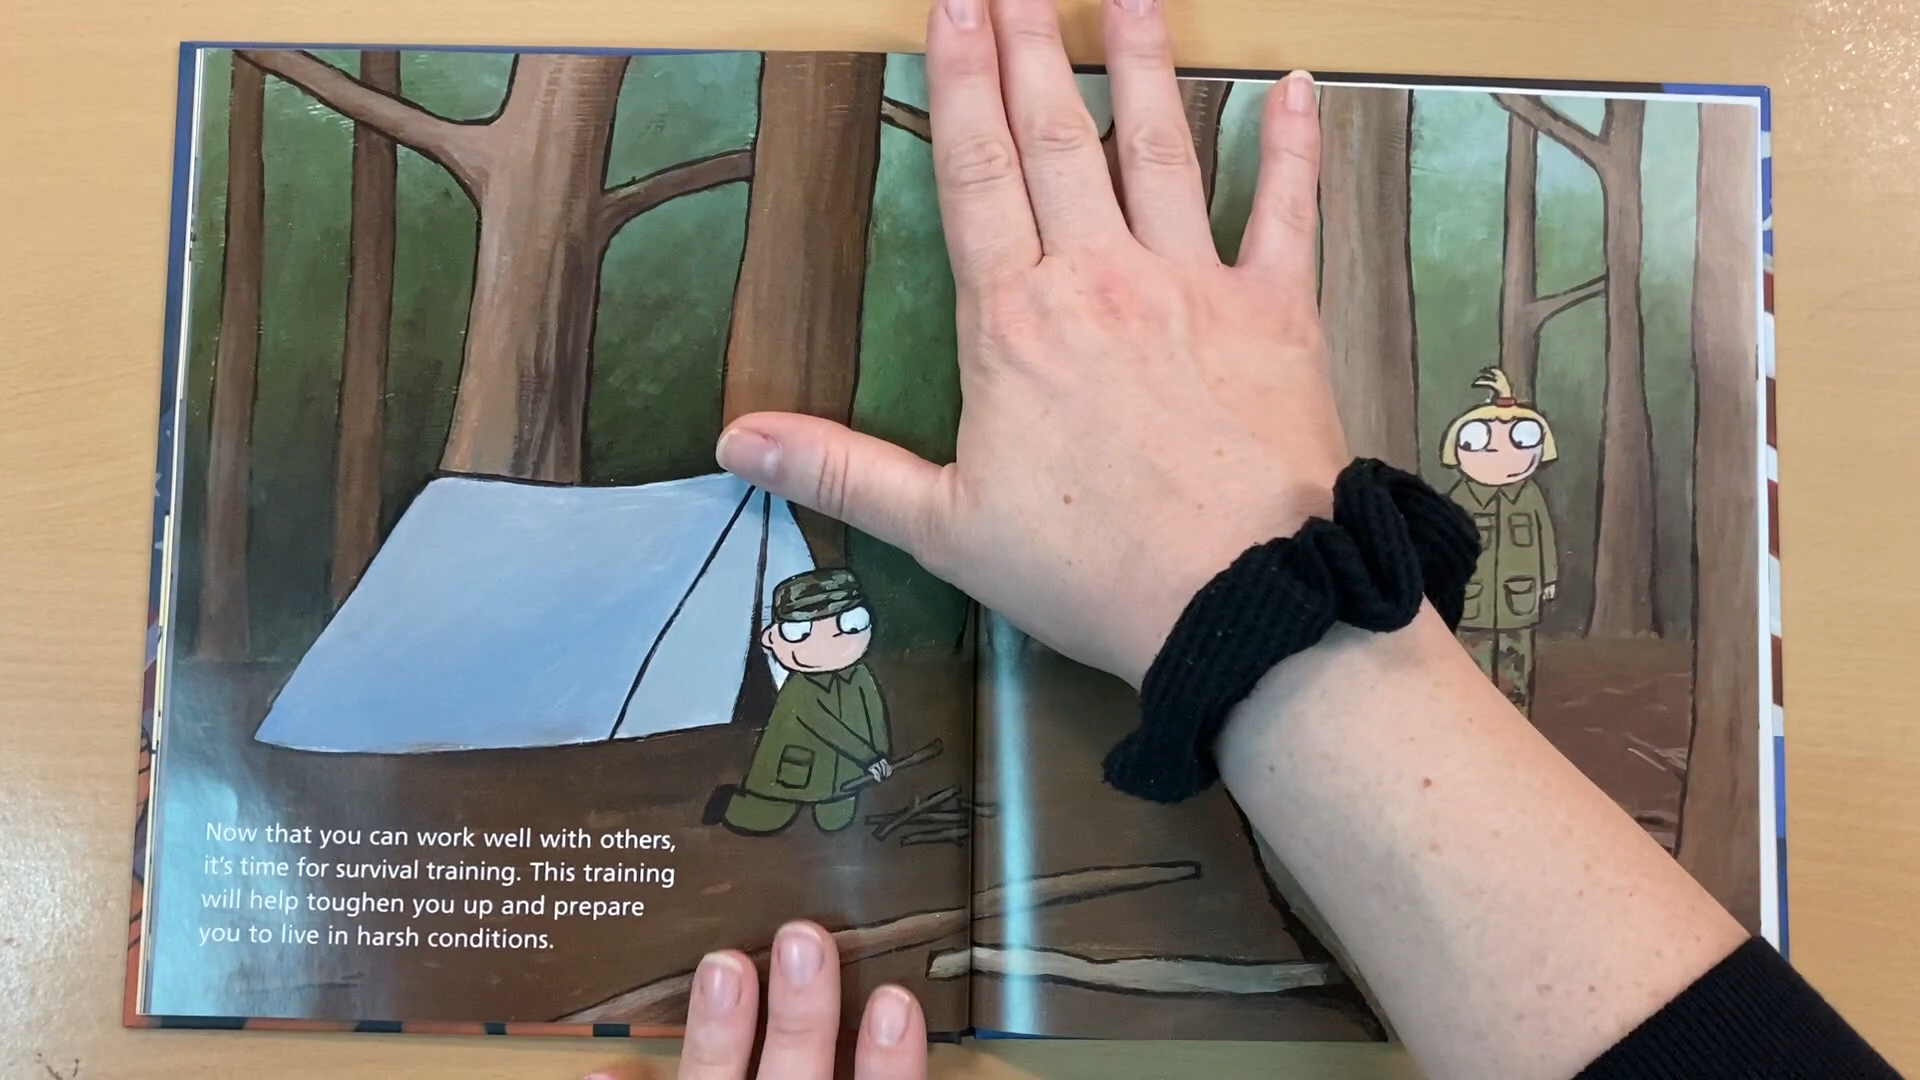 Now that you can work well with others,
it's time for survival training. This training
will help toughen you up and prepare
you to live in harsh conditions.